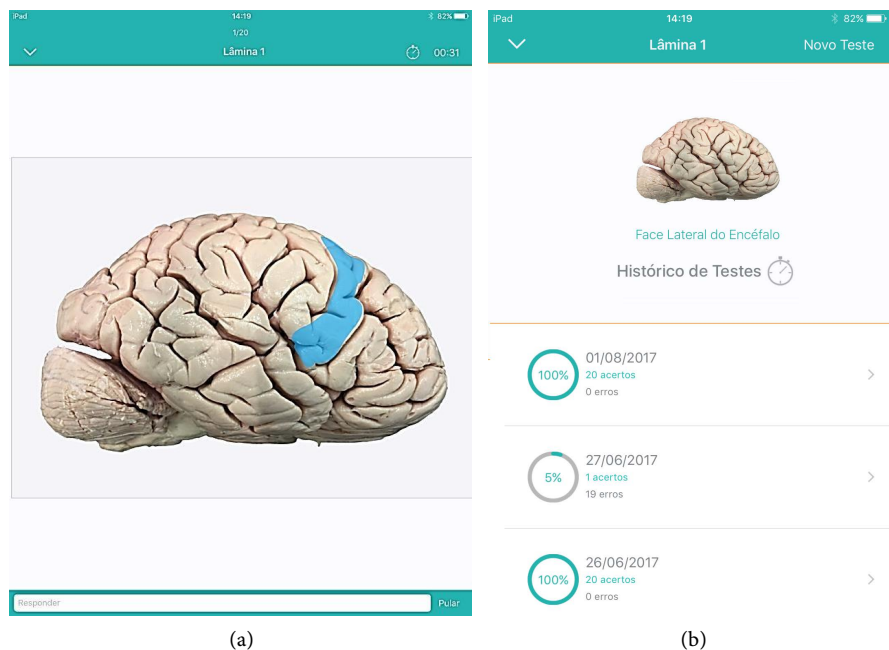 iPad 14:19 82%
1/20
Lâmina 1 00:31
Responder Pular
(a)
iPad 14:19 82%
Lâmina 1 Novo Teste
Face Lateral do Encéfalo
Histórico de Testes
01/08/2017
100% 20 acertos
0 erros
27/06/2017
5% 1 acertos
19 erros
26/06/2017
100% 20 acertos
0 erros
(b)